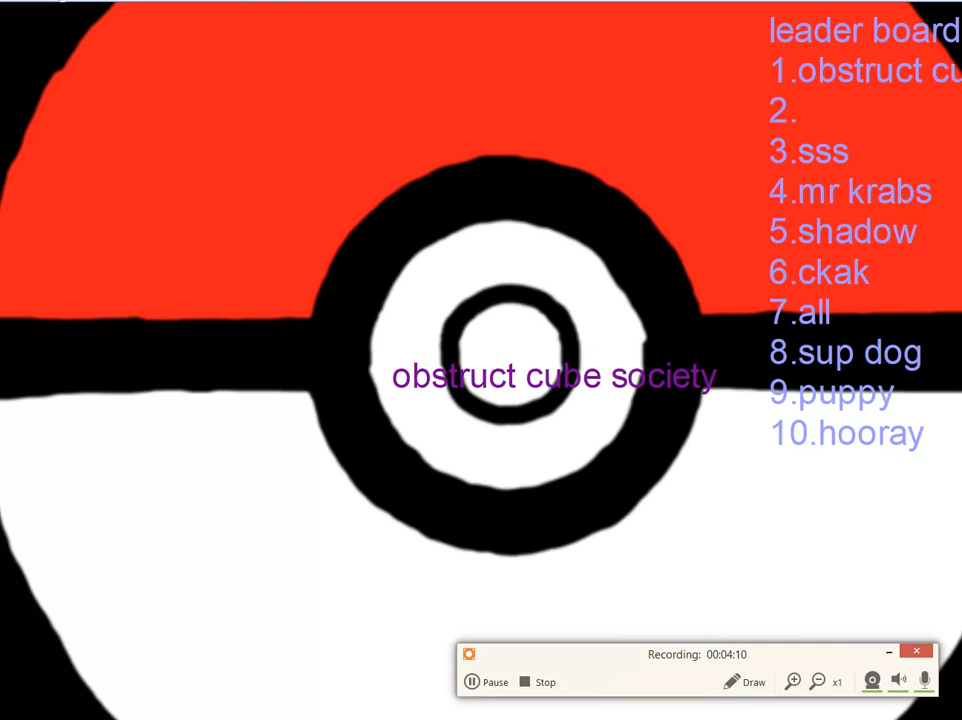 leader board
1.obstruct cu
2.
3.sss
4.mr krabs
5.shadow
6.ckak
7.all
8.sup dog
9.puppy
10.hooray
obstruct cube society
Recording: 00:04:10
Pause Stop Draw x1